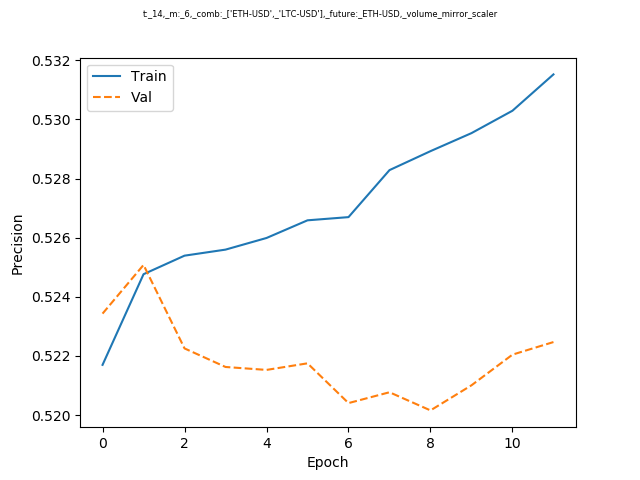 t:_14,_m:_6,_comb:_['ETH-USD',_'LTC-USD'],_future:_ETH-USD,_volume_mirror_scaler
Train
Val
0.532
0.530
0.528
0.526
0.524
0.522
0.520
Precision
0 2 4 6 8 10
Epoch